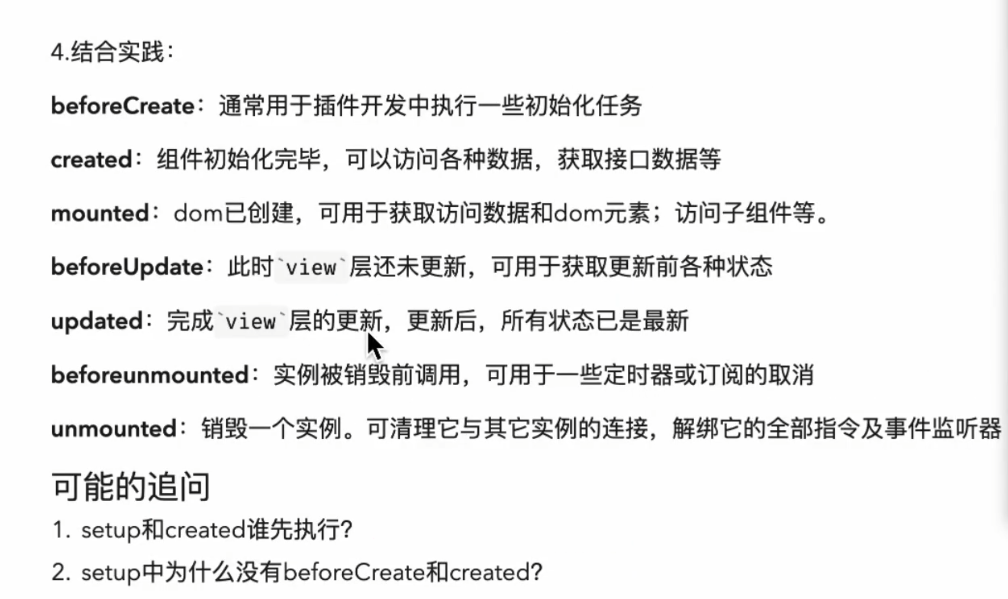 4.结合实践：
beforeCreate：通常用于插件开发中执行一些初始化任务
created：组件初始化完毕，可以访问各种数据，获取接口数据等
mounted：dom已创建，可用于获取访问数据和dom元素；访问子组件等。
beforeUpdate：此时`view`层还未更新，可用于获取更新前各种状态
updated：完成`view`层的更新，更新后，所有状态已是最新
beforeunmounted：实例被销毁前调用，可用于一些定时器或订阅的取消
unmounted：销毁一个实例。可清理它与其它实例的连接，解绑它的全部指令及事件监听器
可能的追问
1. setup和created谁先执行？
2. setup中为什么没有beforeCreate和created？